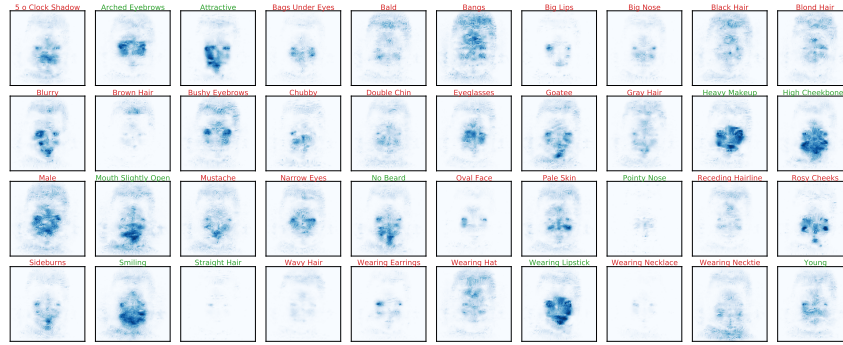 5 o Clock Shadow Arched Eyebrows Attractive Bags Under Eyes Bald Bangs Big Lips Big Nose Black Hair Blond Hair
Blurry Brown Hair Bushy Eyebrows Chubby Double Chin Eyeglasses Goatee Gray Hair Heavy Makeup High Cheekbones
Male Mouth Slightly Open Mustache Narrow Eyes No Beard Oval Face Pale Skin Pointy Nose Receding Hairline Rosy Cheeks
Sideburns Smiling Straight Hair Wavy Hair Wearing Earrings Wearing Hat Wearing Lipstick Wearing Necklace Wearing Necktie Young